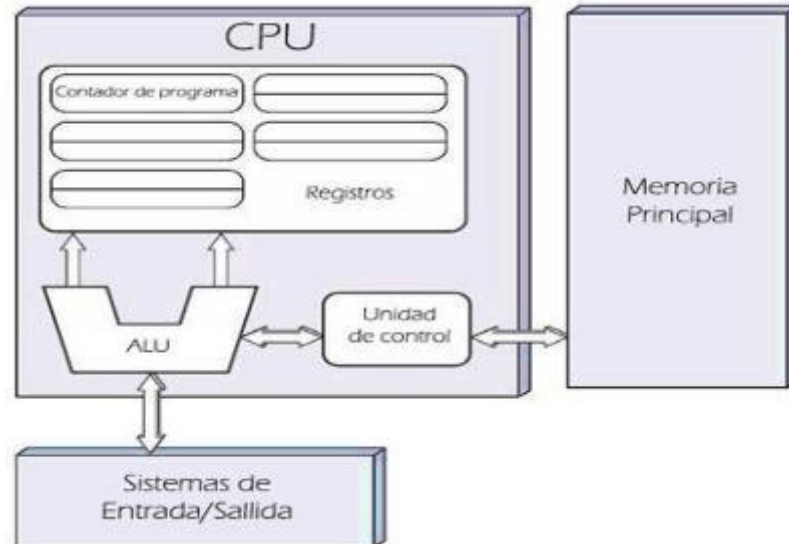 CPU
Contador de programa
Registros
Memoria
Principal
ALU
Unidad
de control
Sistemas de
Entrada/Sallida